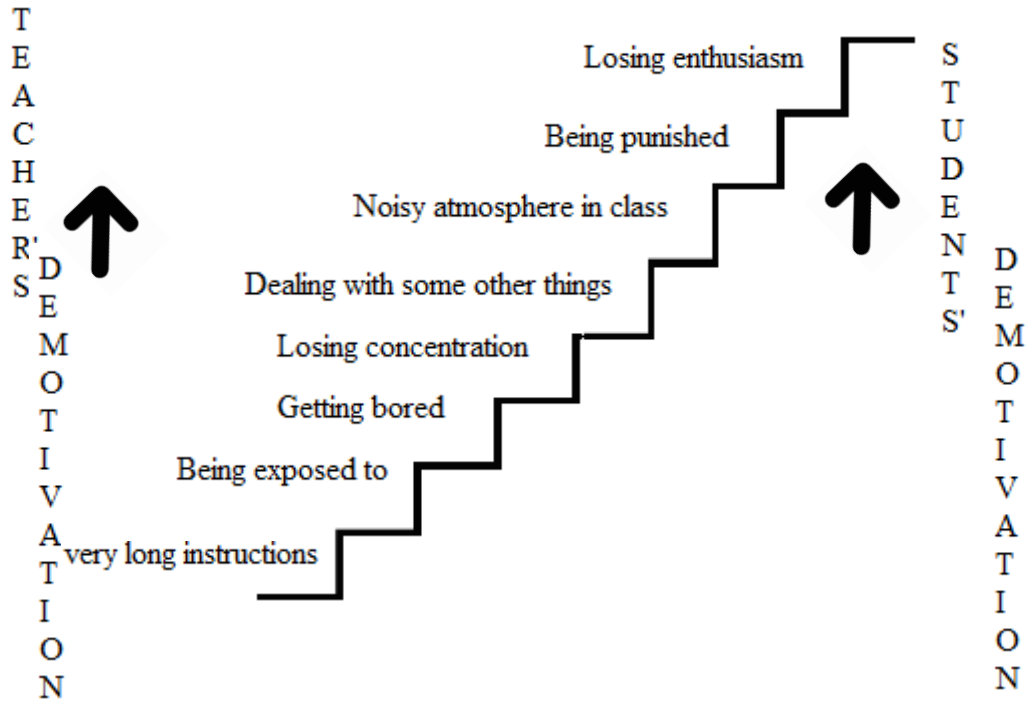 TEACHER'S
DEMOTIVATION
Losing enthusiasm
Being punished
Noisy atmosphere in class
Dealing with some other things
Losing concentration
Getting bored
Being exposed to
very long instructions
STUDENTS'
DEMOTIVATION